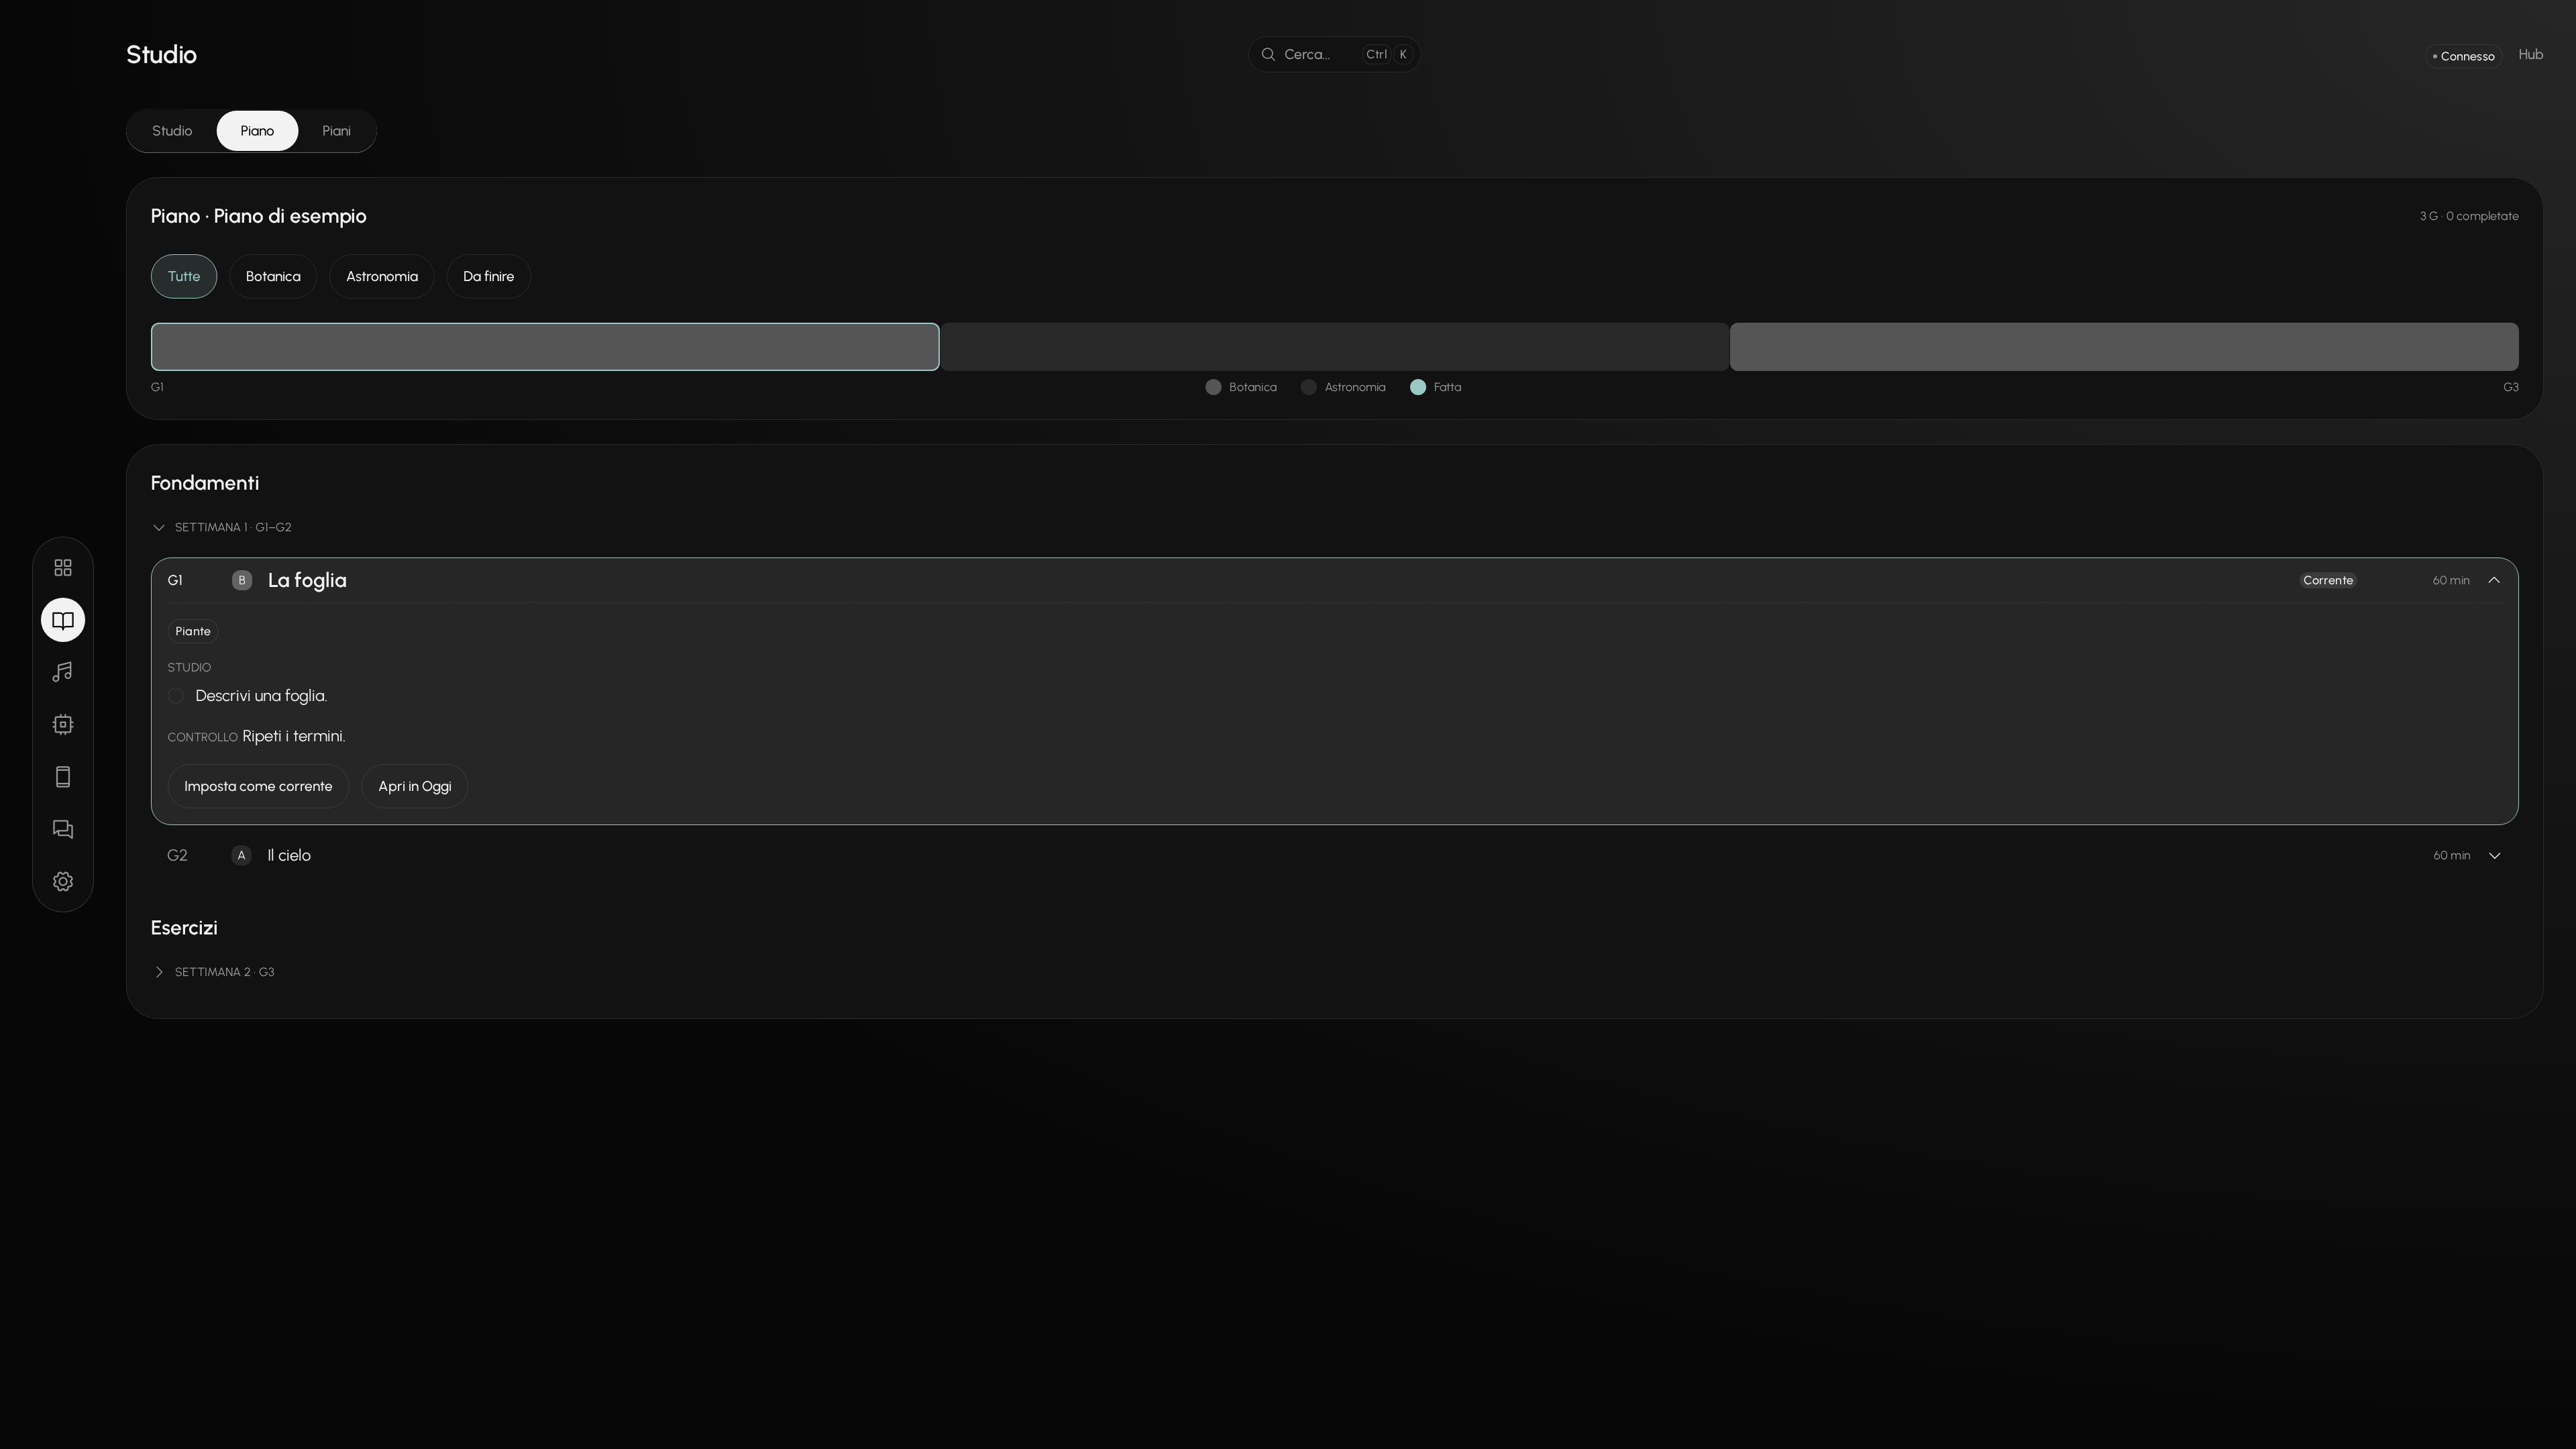 Studio
Cerca... Ctrl K
Connesso Hub
Studio Piano Piani
Piano · Piano di esempio
3 G · 0 completate
Tutte Botanica Astronomia Da finire
G1 Botanica Astronomia Fatta G3
Fondamenti
SETTIMANA 1 · G1–G2
G1 B La foglia Corrente 60 min
Piante
STUDIO
Descrivi una foglia.
CONTROLLO Ripeti i termini.
Imposta come corrente Apri in Oggi
G2 A Il cielo 60 min
Esercizi
SETTIMANA 2 · G3